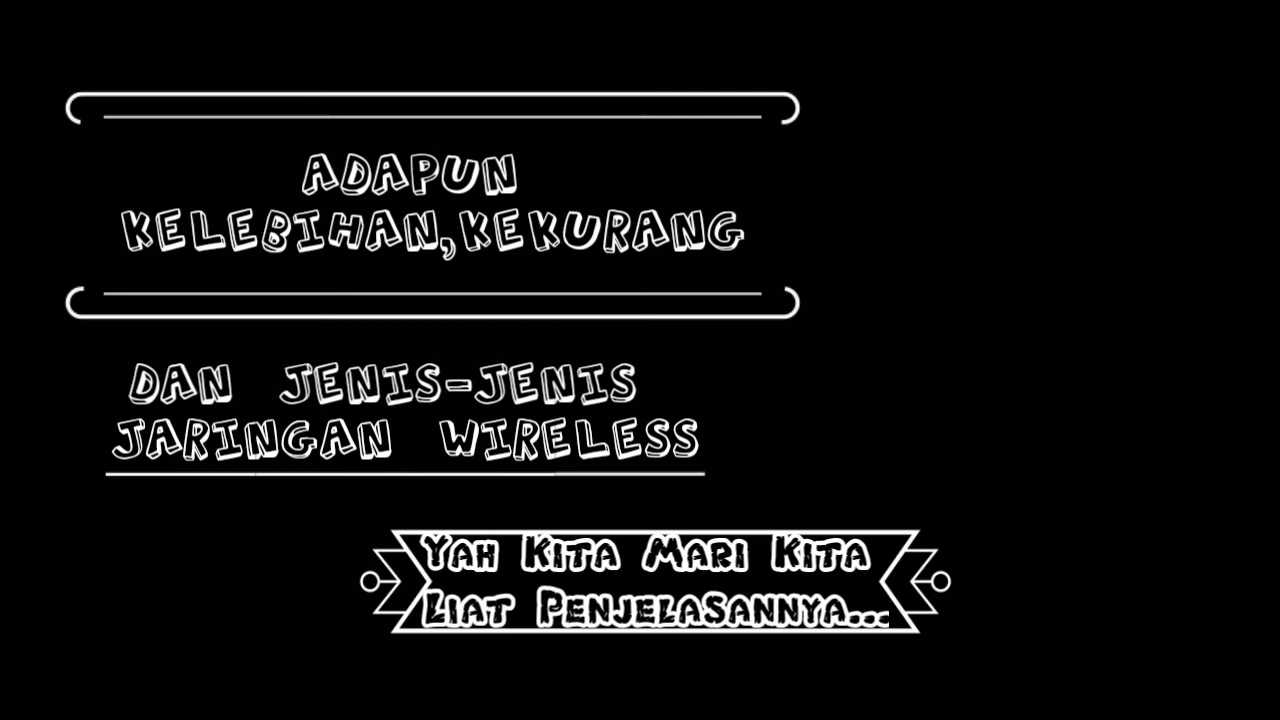 ADAPUN
KELEBIHAN,KEKURANG
DAN JENIS-JENIS
JARINGAN WIRELESS
Yah Kita Mari Kita
Liat PenjelaSannya...